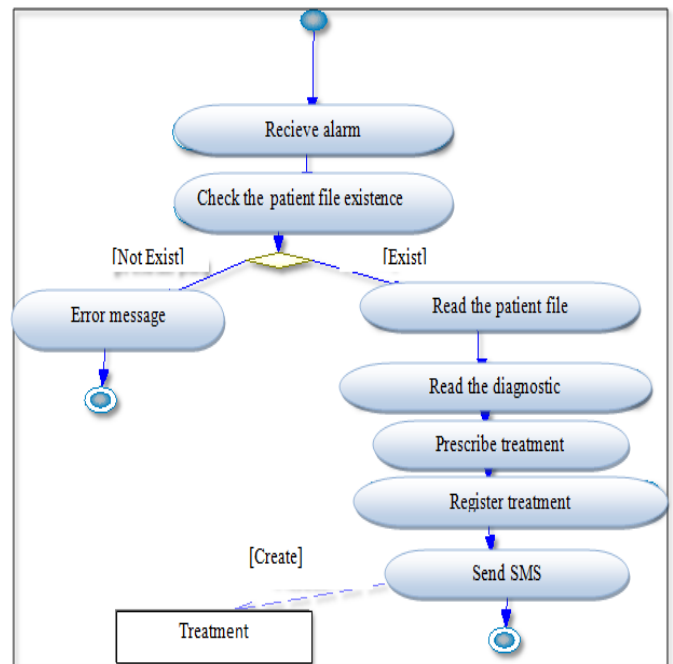 Recieve alarm
Check the patient file existence
[Not Exist]
[Exist]
Error message
Read the patient file
Read the diagnostic
Prescribe treatment
Register treatment
[Create]
Send SMS
Treatment